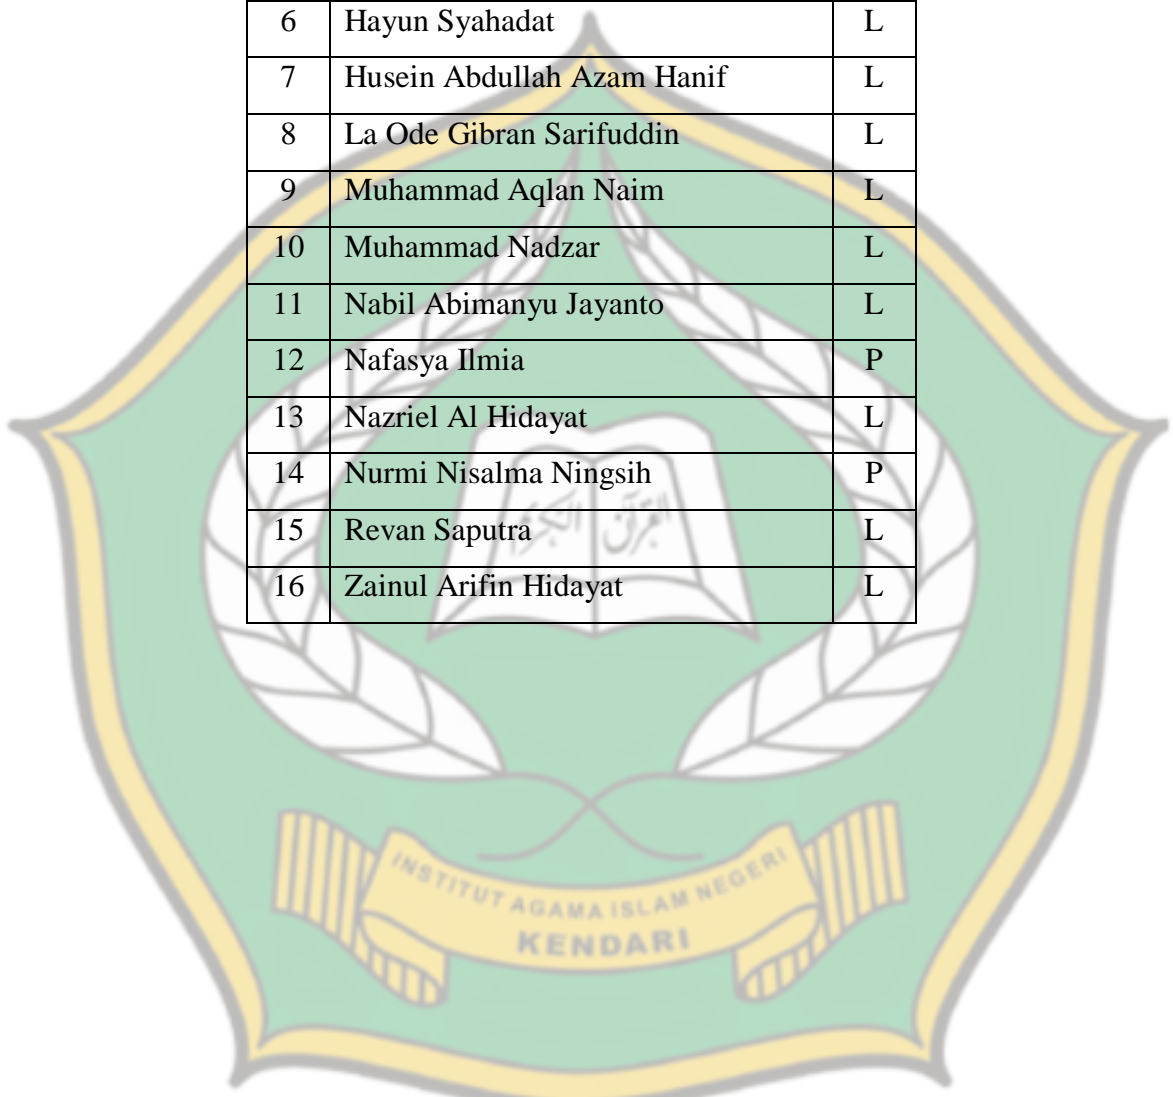 6 Hayun Syahadat L
7 Husein Abdullah Azam Hanif L
8 La Ode Gibran Sarifuddin L
9 Muhammad Aqlan Naim L
10 Muhammad Nadzar L
11 Nabil Abimanyu Jayanto L
12 Nafasya Ilmia P
13 Nazriel Al Hidayat L
14 Nurmi Nisalma Ningsih P
15 Revan Saputra L
16 Zainul Arifin Hidayat L
القرآن الكريم
INSTITUT AGAMA ISLAM NEGERI
KENDARI